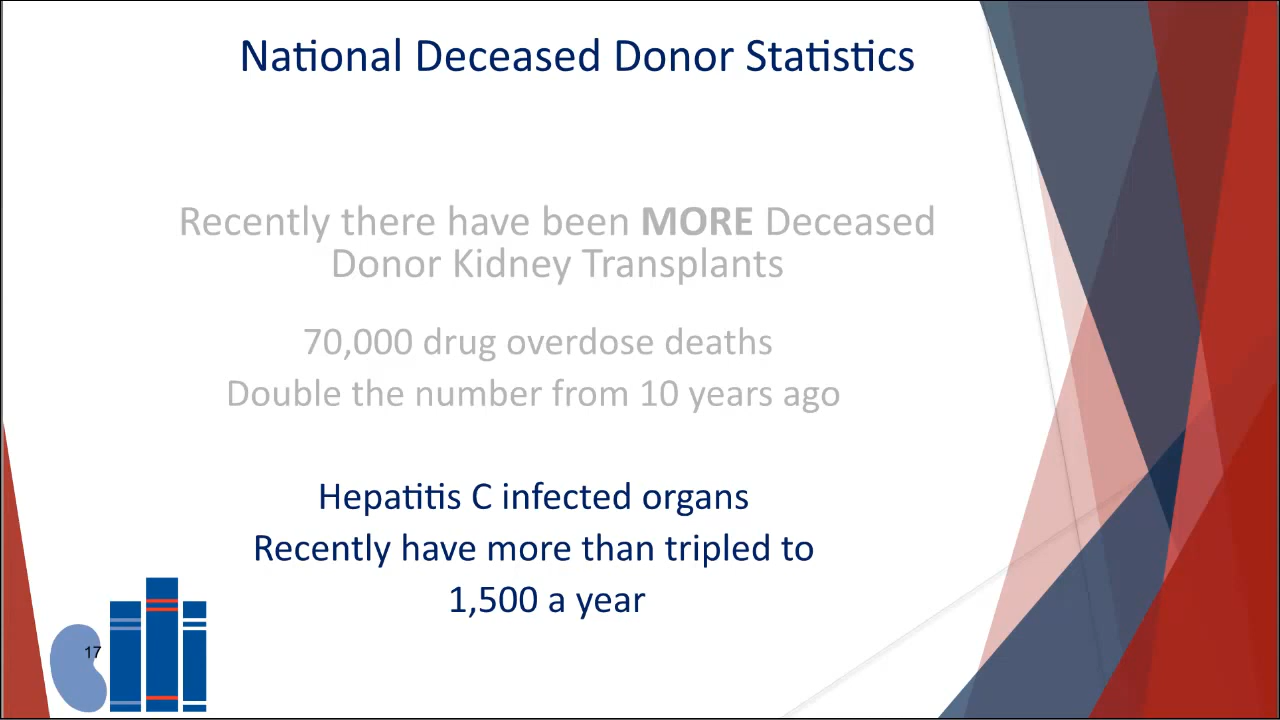 National Deceased Donor Statistics
Recently there have been MORE Deceased
Donor Kidney Transplants
70,000 drug overdose deaths
Double the number from 10 years ago
Hepatitis C infected organs
Recently have more than tripled to
1,500 a year
17